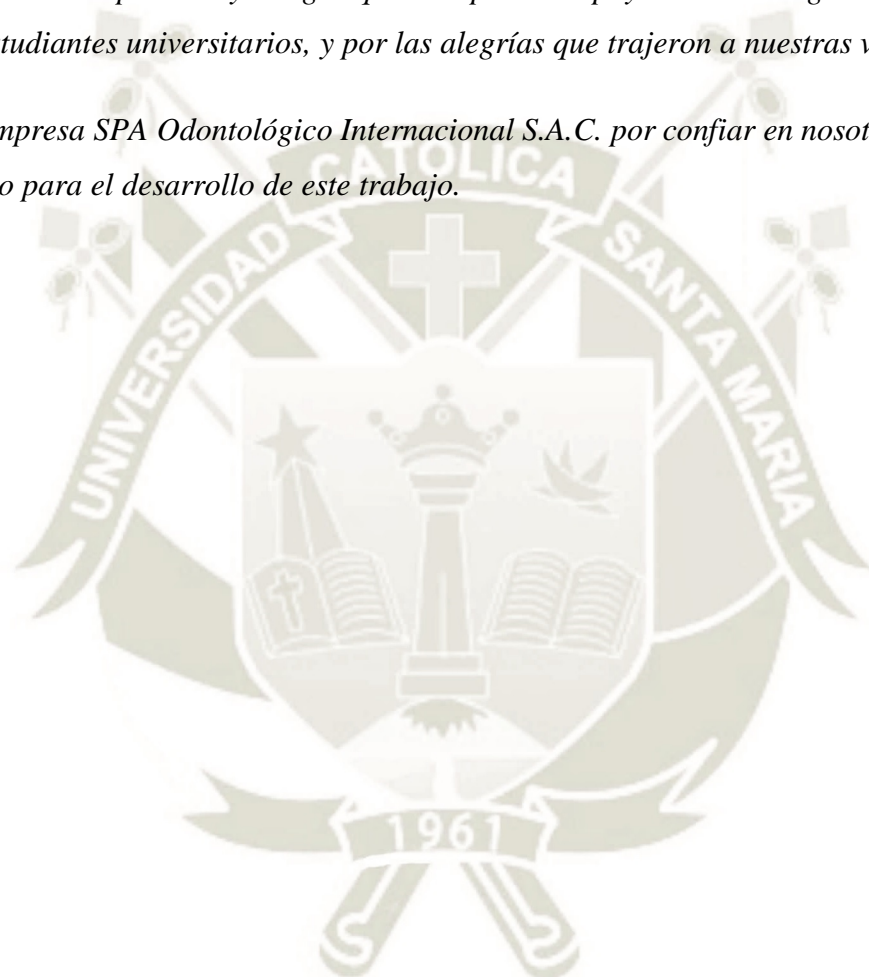 tudiantes universitarios, y por las alegrías que trajeron a nuestras v
mpresa SPA Odontológico Internacional S.A.C. por confiar en nosot
o para el desarrollo de este trabajo.
CATOLICA
UNIVERSIDAD
SANTA MARIA
1961